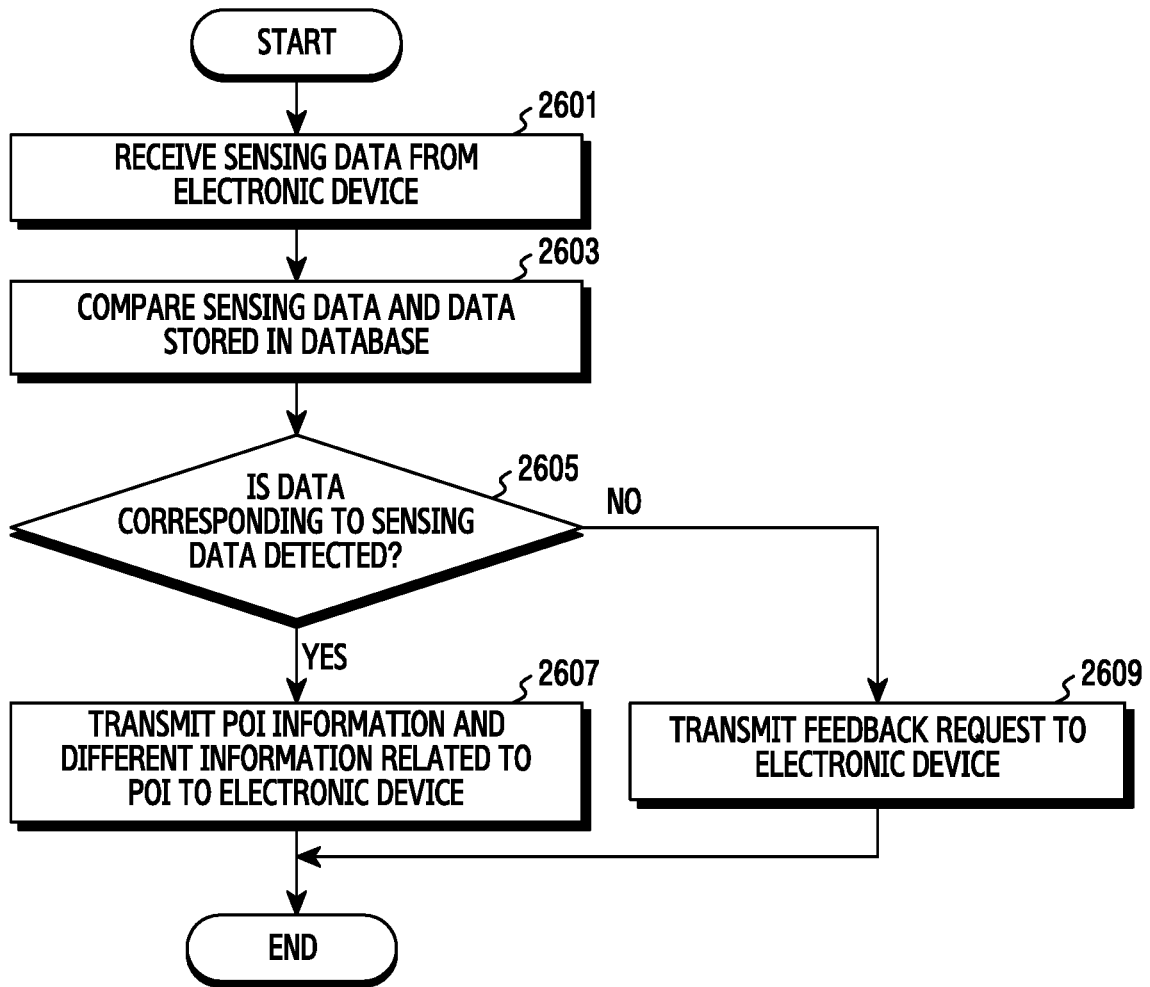 START
2601
RECEIVE SENSING DATA FROM
ELECTRONIC DEVICE
2603
COMPARE SENSING DATA AND DATA
STORED IN DATABASE
2605
IS DATA
CORRESPONDING TO SENSING
DATA DETECTED?
NO
YES
2607
TRANSMIT POI INFORMATION AND
DIFFERENT INFORMATION RELATED TO
POI TO ELECTRONIC DEVICE
2609
TRANSMIT FEEDBACK REQUEST TO
ELECTRONIC DEVICE
END